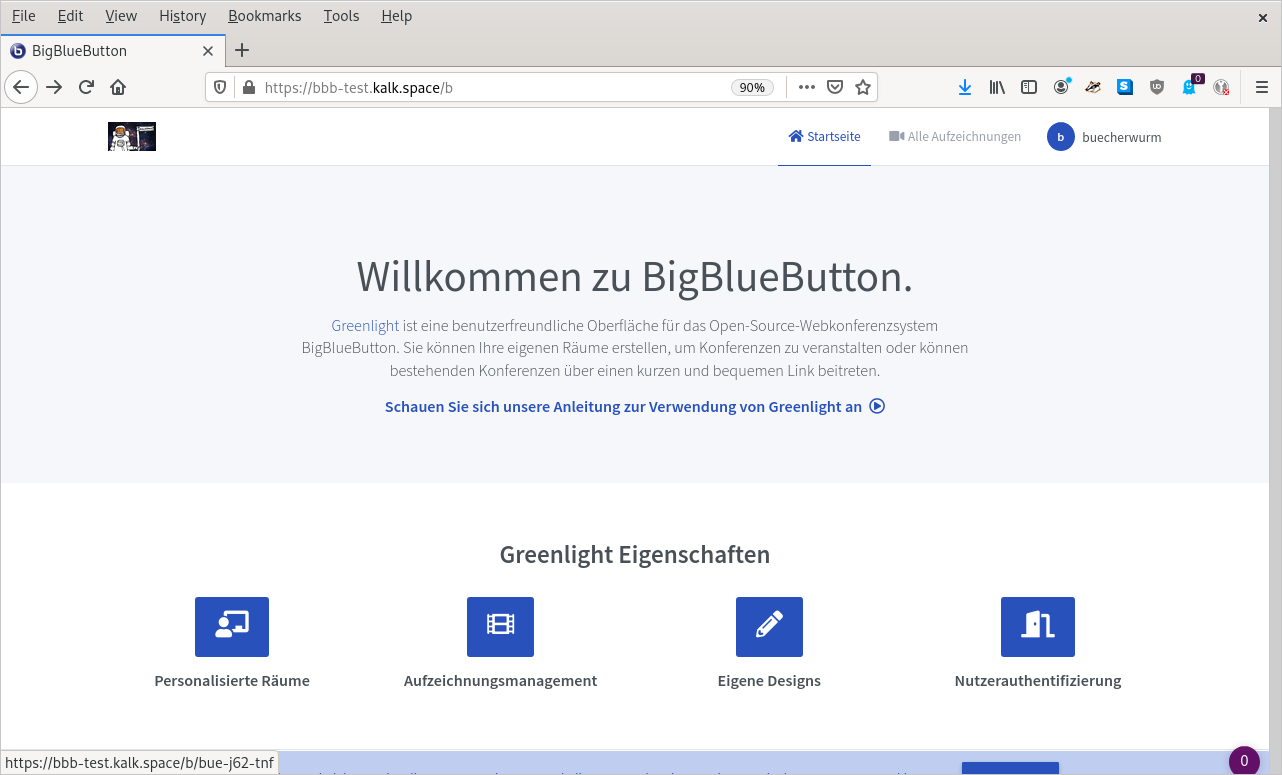 File Edit View History Bookmarks Tools Help
BigBlueButton
https://bbb-test.kalk.space/b 90%
0
Startseite Alle Aufzeichnungen b buecherwurm
Willkommen zu BigBlueButton.
Greenlight ist eine benutzerfreundliche Oberfläche für das Open-Source-Webkonferenzsystem
BigBlueButton. Sie können Ihre eigenen Räume erstellen, um Konferenzen zu veranstalten oder können
bestehenden Konferenzen über einen kurzen und bequemen Link beitreten.
Schauen Sie sich unsere Anleitung zur Verwendung von Greenlight an
Greenlight Eigenschaften
Personalisierte Räume Aufzeichnungsmanagement Eigene Designs Nutzerauthentifizierung
https://bbb-test.kalk.space/b/bue-j62-tnf
0